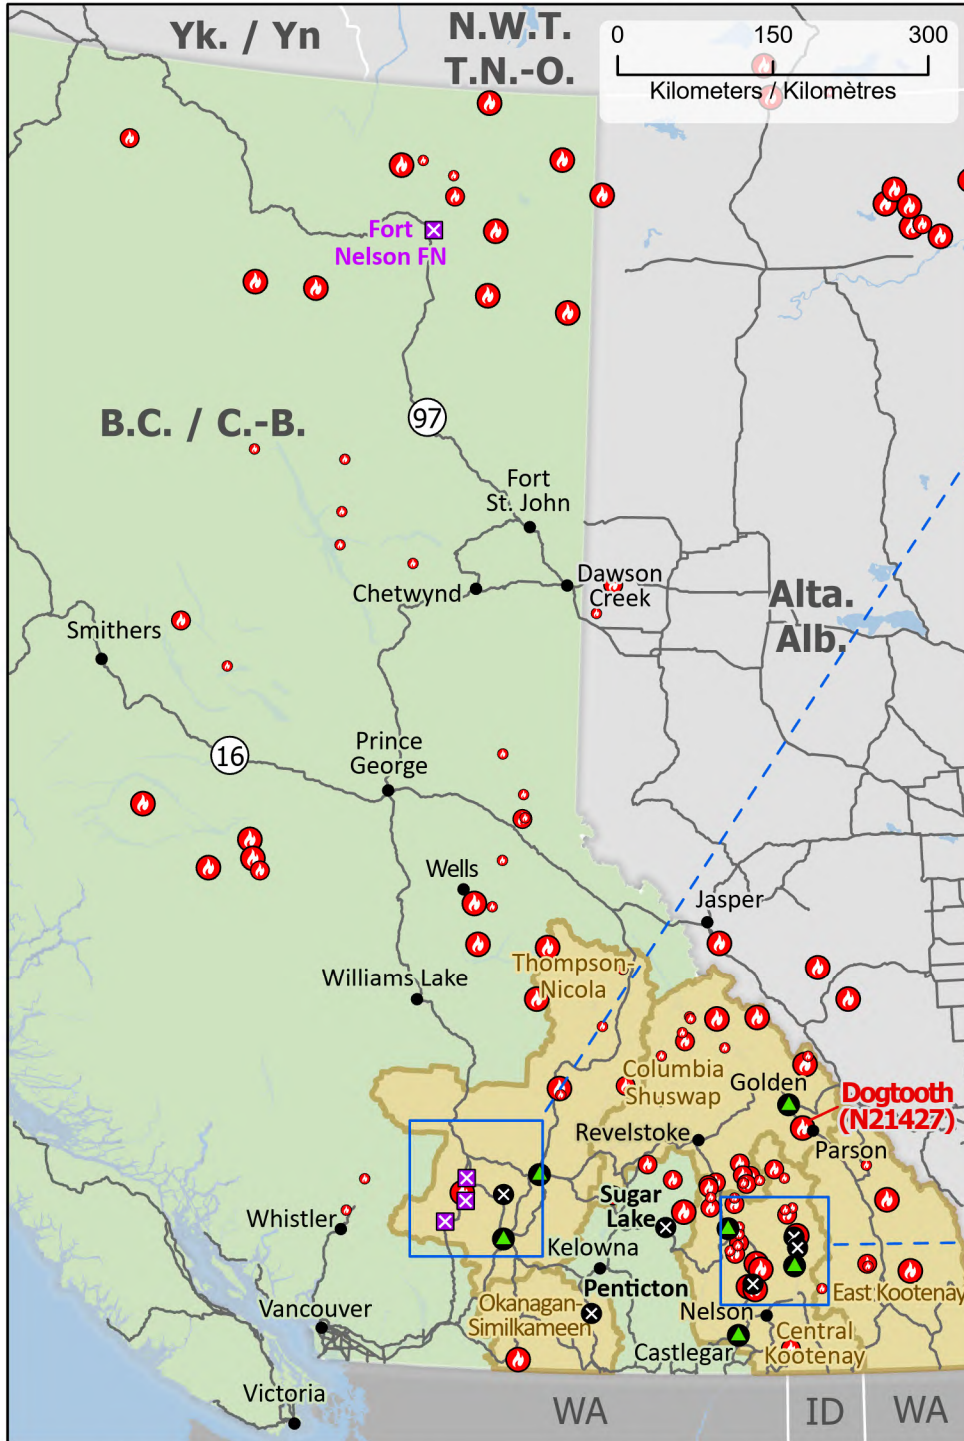 Yk. / Yn
N.W.T.
T.N.-O.
0 150 300
Kilometers / Kilomètres
Fort
Nelson FN
B.C. / C.-B.
97
Fort
St. John
Chetwynd
Dawson
Creek
Alta.
Alb.
Smithers
16
Prince
George
Wells
Jasper
Williams Lake
Thompson-
Nicola
Columbia
Shuswap
Golden
Dogtooth
(N21427)
Revelstoke
Parson
Whistler
Sugar
Lake
Kelowna
Penticton
Okanagan-
Similkameen
East Kootenay
Nelson
Vancouver
Castlegar
Central
Kootenay
Victoria
WA
ID
WA